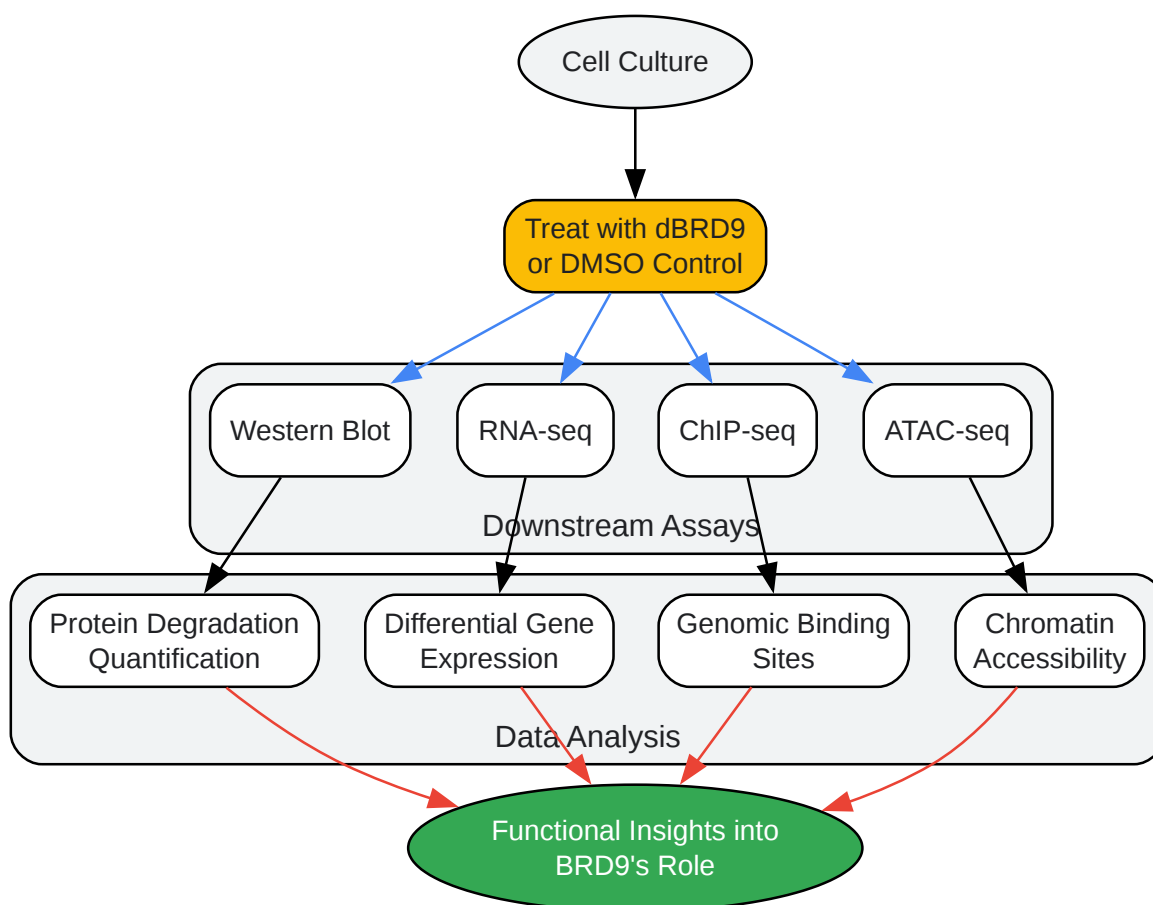 Cell Culture
Treat with dBRD9
or DMSO Control
Western Blot
RNA-seq
ChIP-seq
ATAC-seq
Downstream Assays
Protein Degradation
Quantification
Differential Gene
Expression
Genomic Binding
Sites
Chromatin
Accessibility
Data Analysis
Functional Insights into
BRD9's Role